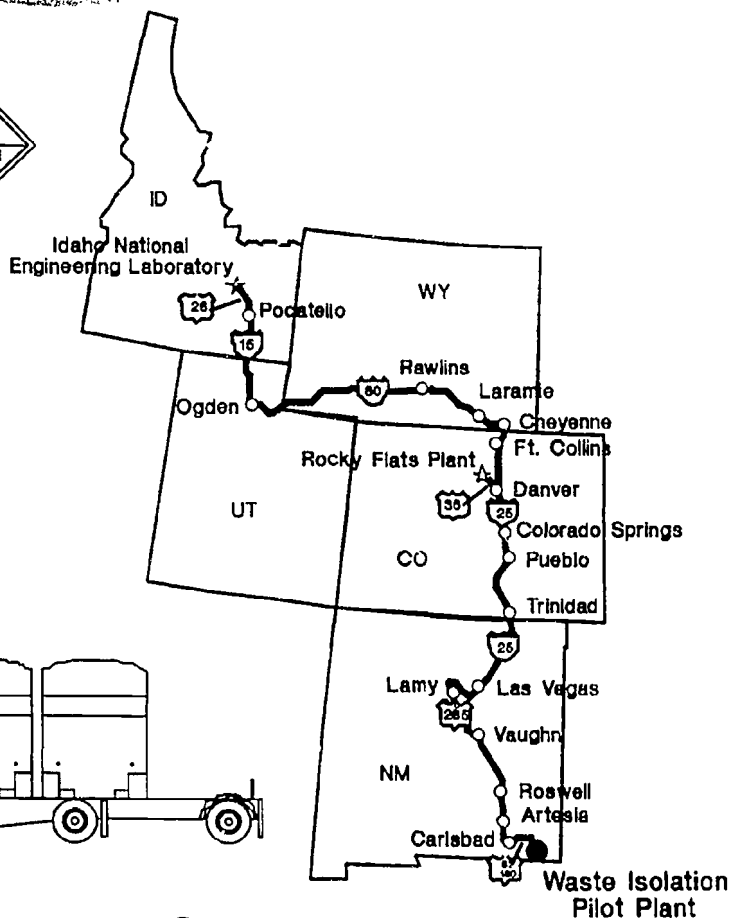 ID
Idaho National
Engineering Laboratory
26
Pocatello
15
WY
Rawlins
80
Laramie
Ogden
Cheyenne
Ft. Collins
Rocky Flats Plant
Danver
36
25
UT
Colorado Springs
CO
Pueblo
Trinidad
25
Lamy
Las Vegas
285
Vaughn
NM
Roswell
Artesia
Carlsbad
180
Waste Isolation
Pilot Plant